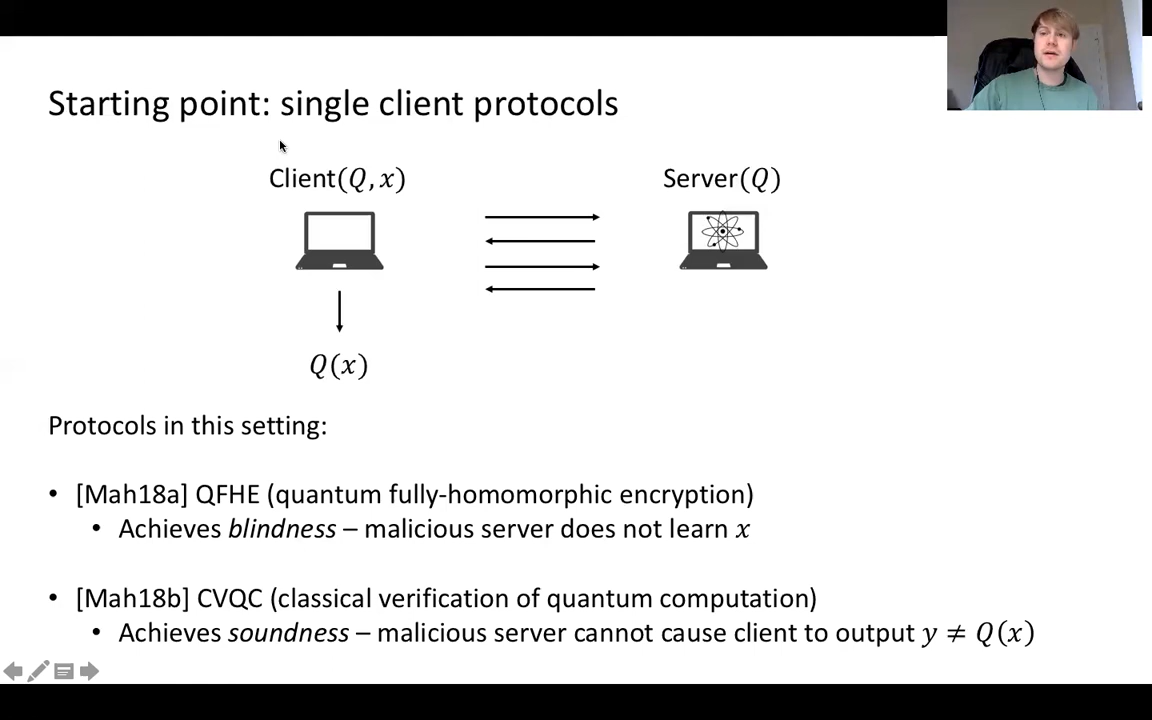 Starting point: single client protocols
Client(Q, x)
Server(Q)
Q(x)
Protocols in this setting:
• [Mah18a] QFHE (quantum fully-homomorphic encryption)
• Achieves blindness – malicious server does not learn x
• [Mah18b] CVQC (classical verification of quantum computation)
• Achieves soundness – malicious server cannot cause client to output y ≠ Q(x)